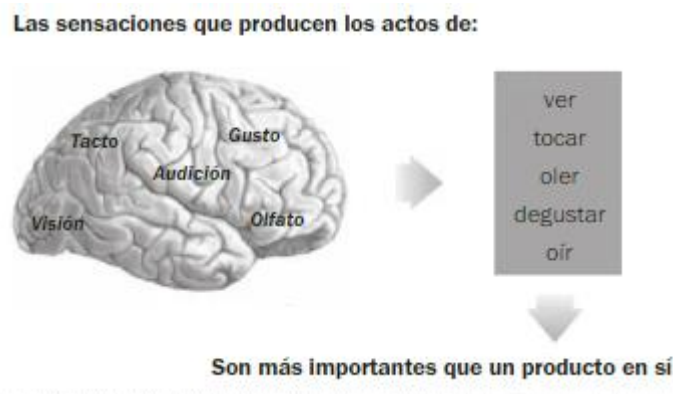 Las sensaciones que producen los actos de:
Tacto
Gusto
Audición
Visión
Olfato
ver
tocar
oler
degustar
oír
Son más importantes que un producto en sí